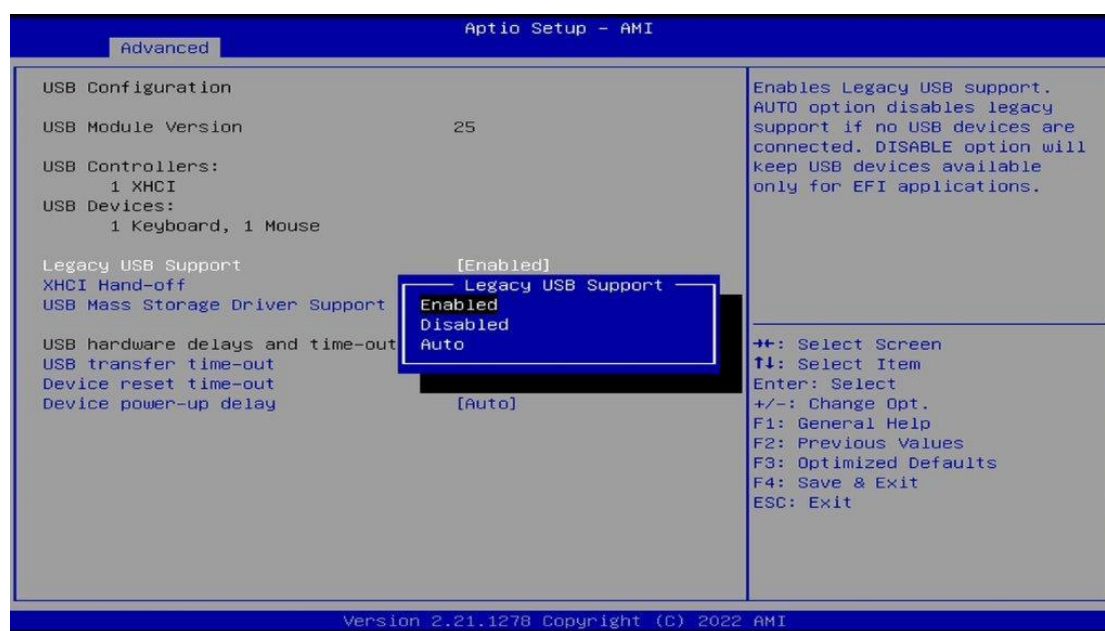 Aptio Setup – AMI
Advanced
USB Configuration
USB Module Version 25
USB Controllers:
1 XHCI
USB Devices:
1 Keyboard, 1 Mouse
Legacy USB Support [Enabled]
XHCI Hand-off
USB Mass Storage Driver Support
USB hardware delays and time-out
USB transfer time-out
Device reset time-out
Device power-up delay [Auto]
Legacy USB Support
Enabled
Disabled
Auto
Enables Legacy USB support.
AUTO option disables legacy
support if no USB devices are
connected. DISABLE option will
keep USB devices available
only for EFI applications.
→←: Select Screen
↑↓: Select Item
Enter: Select
+/-: Change Opt.
F1: General Help
F2: Previous Values
F3: Optimized Defaults
F4: Save & Exit
ESC: Exit
Version 2.21.1278 Copyright (C) 2022 AMI